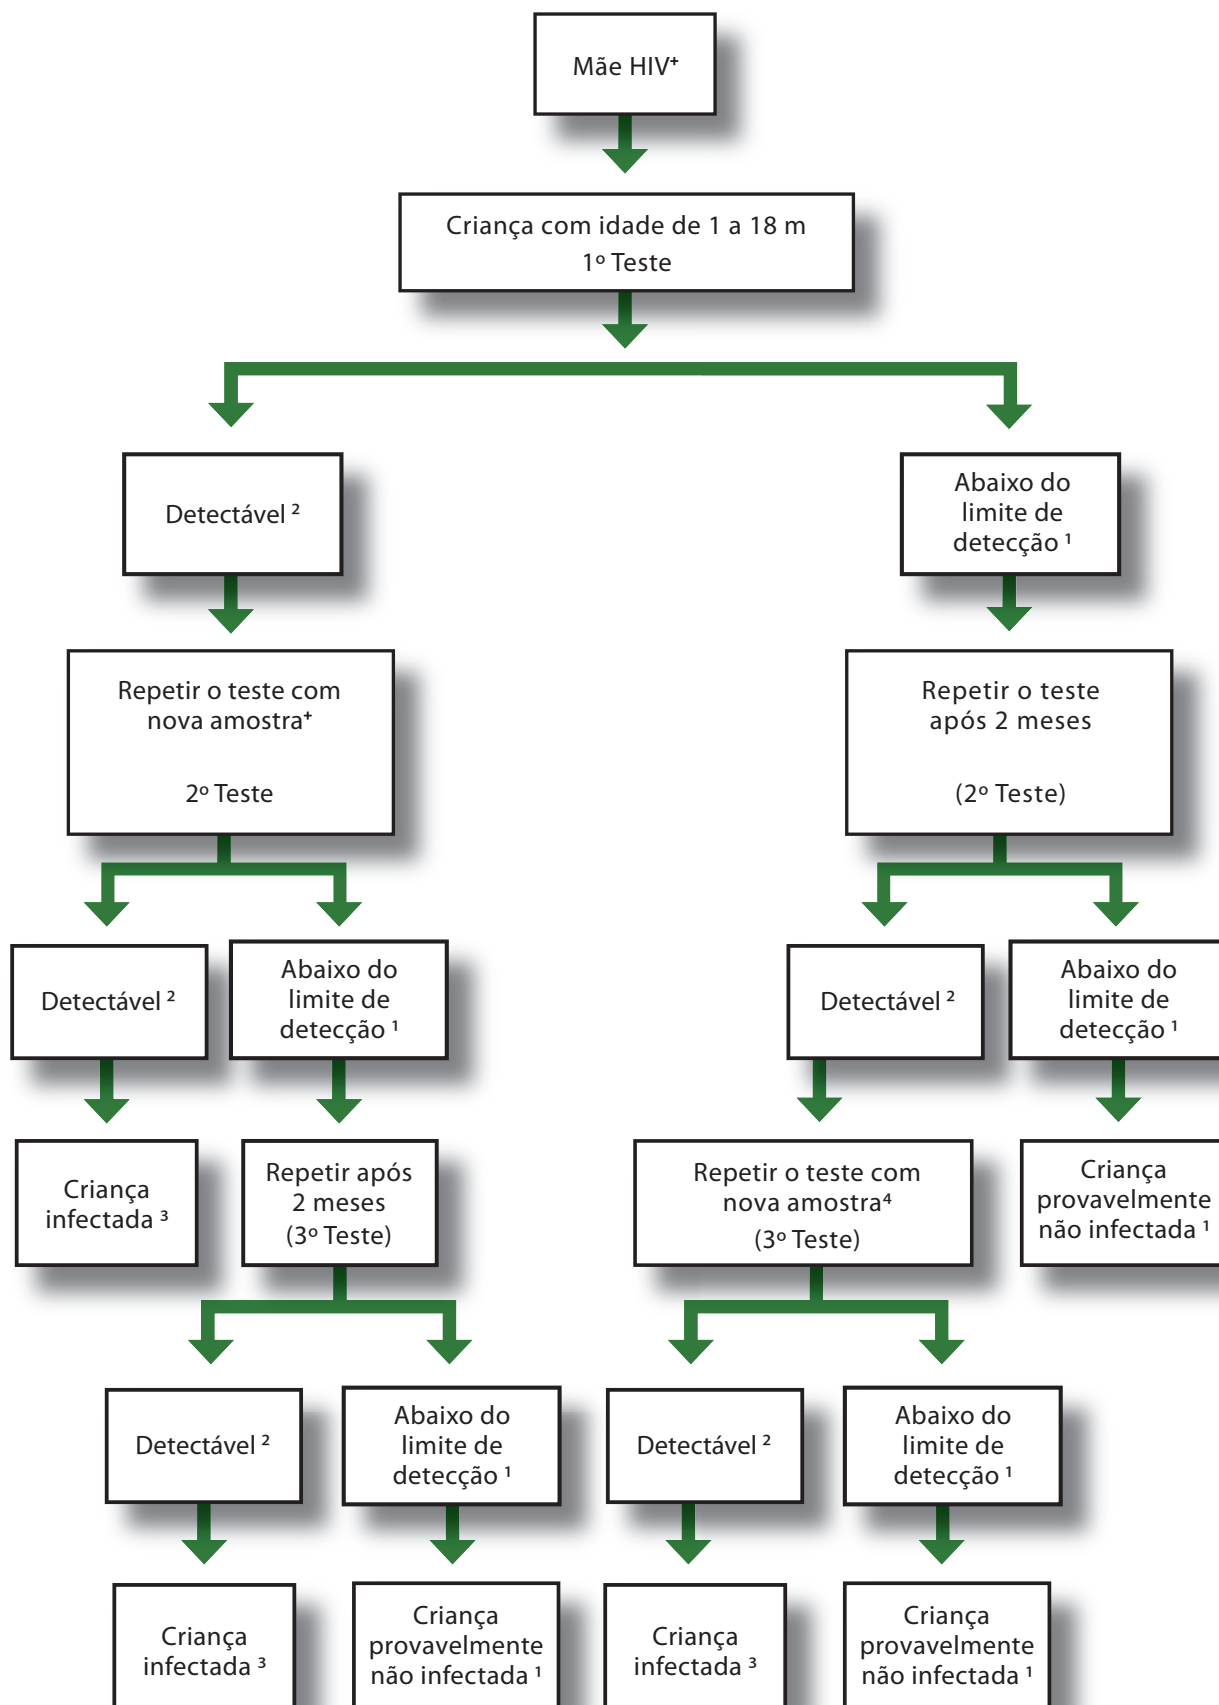 Mãe HIV⁺
Criança com idade de 1 a 18 m
1º Teste
Detectável ²
Abaixo do
limite de
detecção ¹
Repetir o teste com
nova amostra⁺
2º Teste
Repetir o teste
após 2 meses
(2º Teste)
Detectável ²
Abaixo do
limite de
detecção ¹
Detectável ²
Abaixo do
limite de
detecção ¹
Criança
infectada ³
Repetir após
2 meses
(3º Teste)
Repetir o teste com
nova amostra⁴
(3º Teste)
Criança
provavelmente
não infectada ¹
Detectável ²
Abaixo do
limite de
detecção ¹
Detectável ²
Abaixo do
limite de
detecção ¹
Criança
infectada ³
Criança
provavelmente
não infectada ¹
Criança
infectada ³
Criança
provavelmente
não infectada ¹